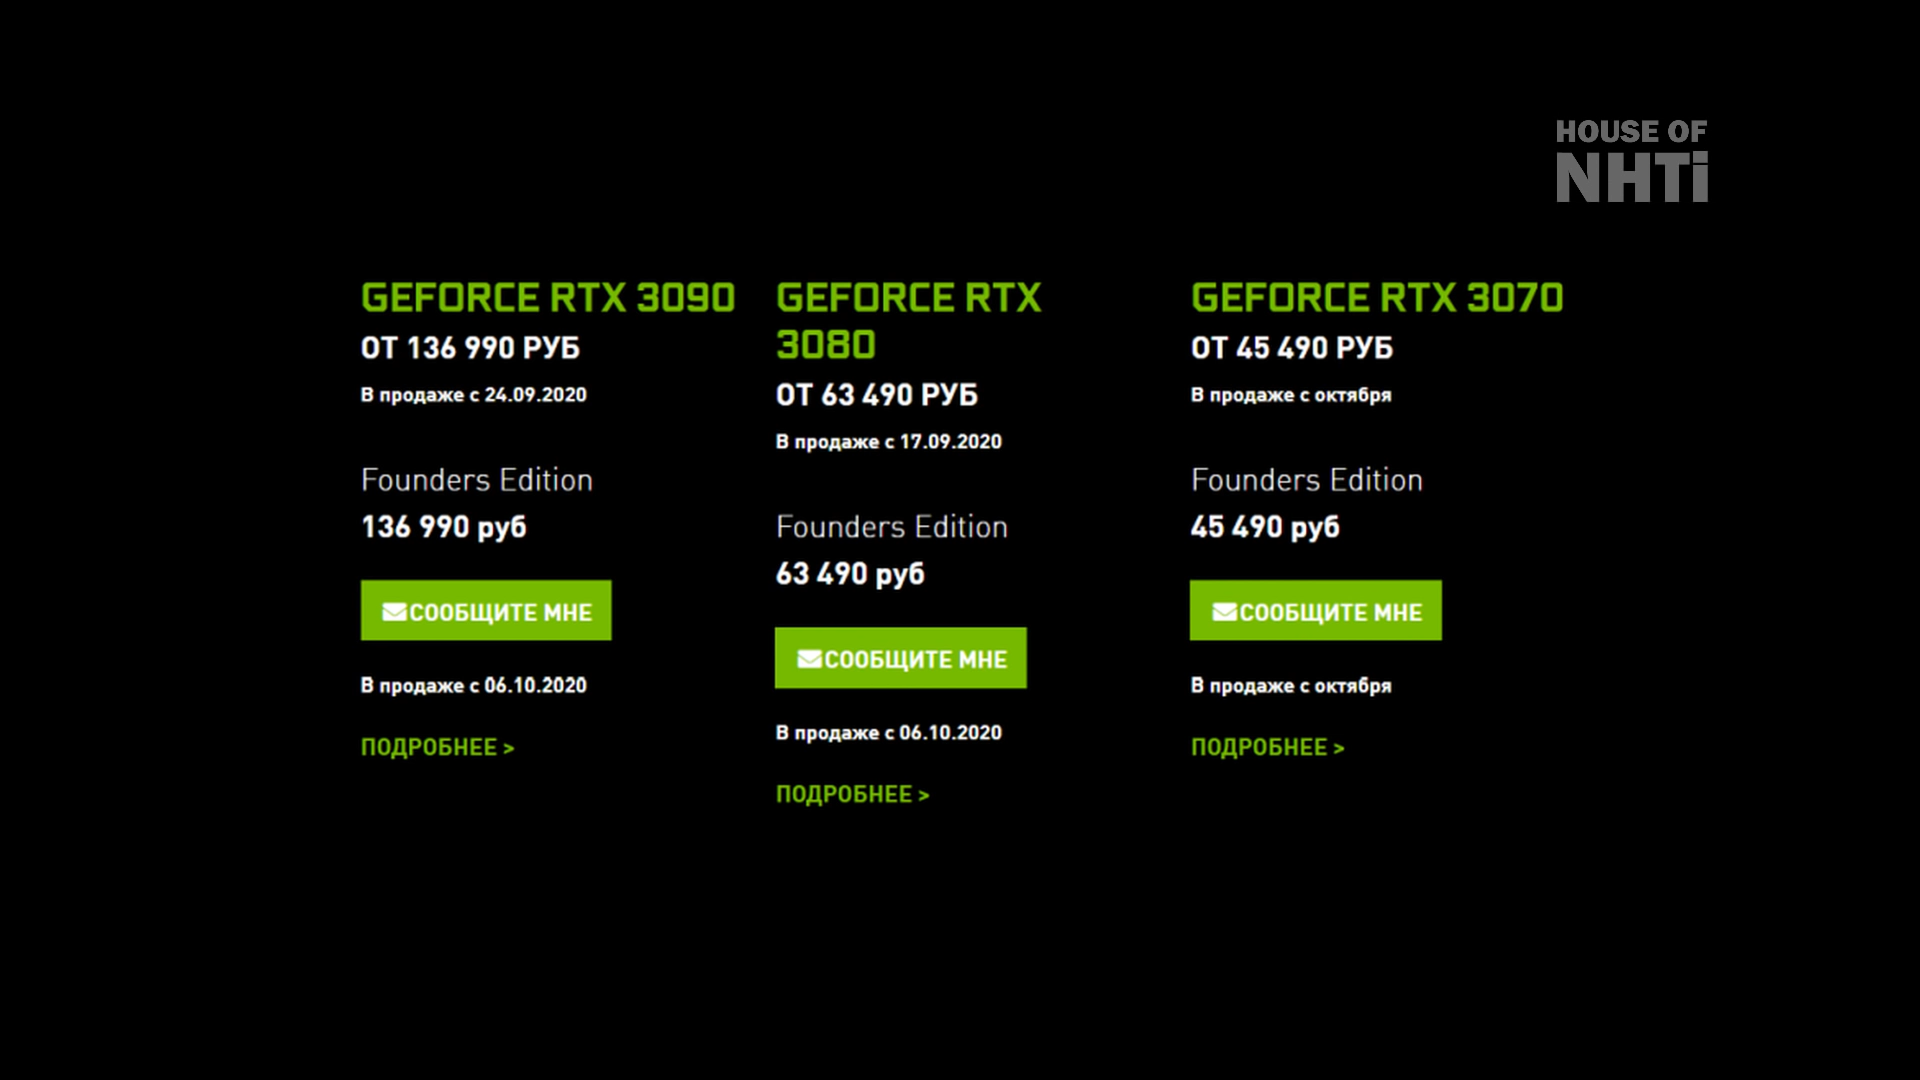 HOUSE OF
NHTi
GEFORCE RTX 3090
ОТ 136 990 РУБ
В продаже с 24.09.2020
Founders Edition
136 990 руб
СООБЩИТЕ МНЕ
В продаже с 06.10.2020
ПОДРОБНЕЕ >
GEFORCE RTX
3080
ОТ 63 490 РУБ
В продаже с 17.09.2020
Founders Edition
63 490 руб
СООБЩИТЕ МНЕ
В продаже с 06.10.2020
ПОДРОБНЕЕ >
GEFORCE RTX 3070
ОТ 45 490 РУБ
В продаже с октября
Founders Edition
45 490 руб
СООБЩИТЕ МНЕ
В продаже с октября
ПОДРОБНЕЕ >